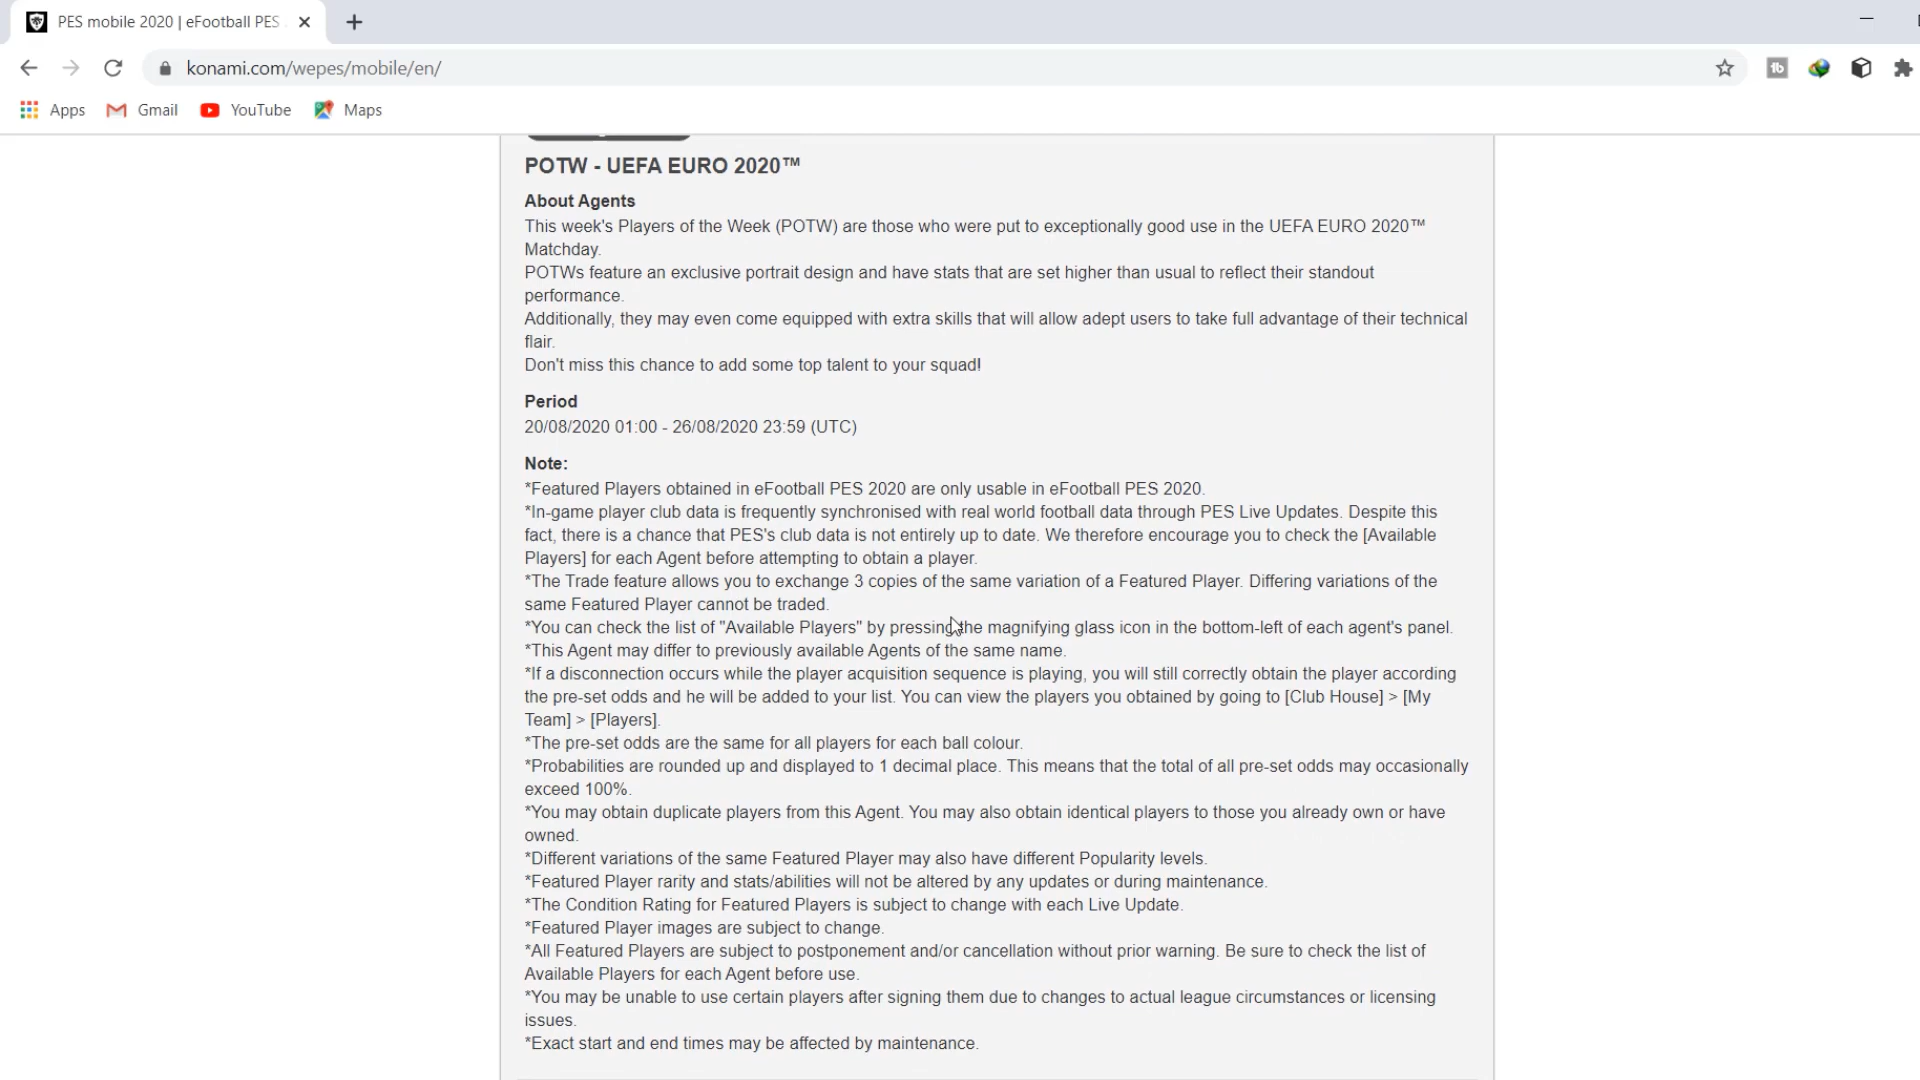 PES mobile 2020 | eFootball PES
konami.com/wepes/mobile/en/
Apps Gmail YouTube Maps
POTW - UEFA EURO 2020™
About Agents
This week's Players of the Week (POTW) are those who were put to exceptionally good use in the UEFA EURO 2020™
Matchday.
POTWs feature an exclusive portrait design and have stats that are set higher than usual to reflect their standout
performance.
Additionally, they may even come equipped with extra skills that will allow adept users to take full advantage of their technical
flair.
Don't miss this chance to add some top talent to your squad!
Period
20/08/2020 01:00 - 26/08/2020 23:59 (UTC)
Note:
*Featured Players obtained in eFootball PES 2020 are only usable in eFootball PES 2020.
*In-game player club data is frequently synchronised with real world football data through PES Live Updates. Despite this
fact, there is a chance that PES's club data is not entirely up to date. We therefore encourage you to check the [Available
Players] for each Agent before attempting to obtain a player.
*The Trade feature allows you to exchange 3 copies of the same variation of a Featured Player. Differing variations of the
same Featured Player cannot be traded.
*You can check the list of "Available Players" by pressing the magnifying glass icon in the bottom-left of each agent's panel.
*This Agent may differ to previously available Agents of the same name.
*If a disconnection occurs while the player acquisition sequence is playing, you will still correctly obtain the player according
the pre-set odds and he will be added to your list. You can view the players you obtained by going to [Club House] > [My
Team] > [Players].
*The pre-set odds are the same for all players for each ball colour.
*Probabilities are rounded up and displayed to 1 decimal place. This means that the total of all pre-set odds may occasionally
exceed 100%.
*You may obtain duplicate players from this Agent. You may also obtain identical players to those you already own or have
owned.
*Different variations of the same Featured Player may also have different Popularity levels.
*Featured Player rarity and stats/abilities will not be altered by any updates or during maintenance.
*The Condition Rating for Featured Players is subject to change with each Live Update.
*Featured Player images are subject to change.
*All Featured Players are subject to postponement and/or cancellation without prior warning. Be sure to check the list of
Available Players for each Agent before use.
*You may be unable to use certain players after signing them due to changes to actual league circumstances or licensing
issues.
*Exact start and end times may be affected by maintenance.